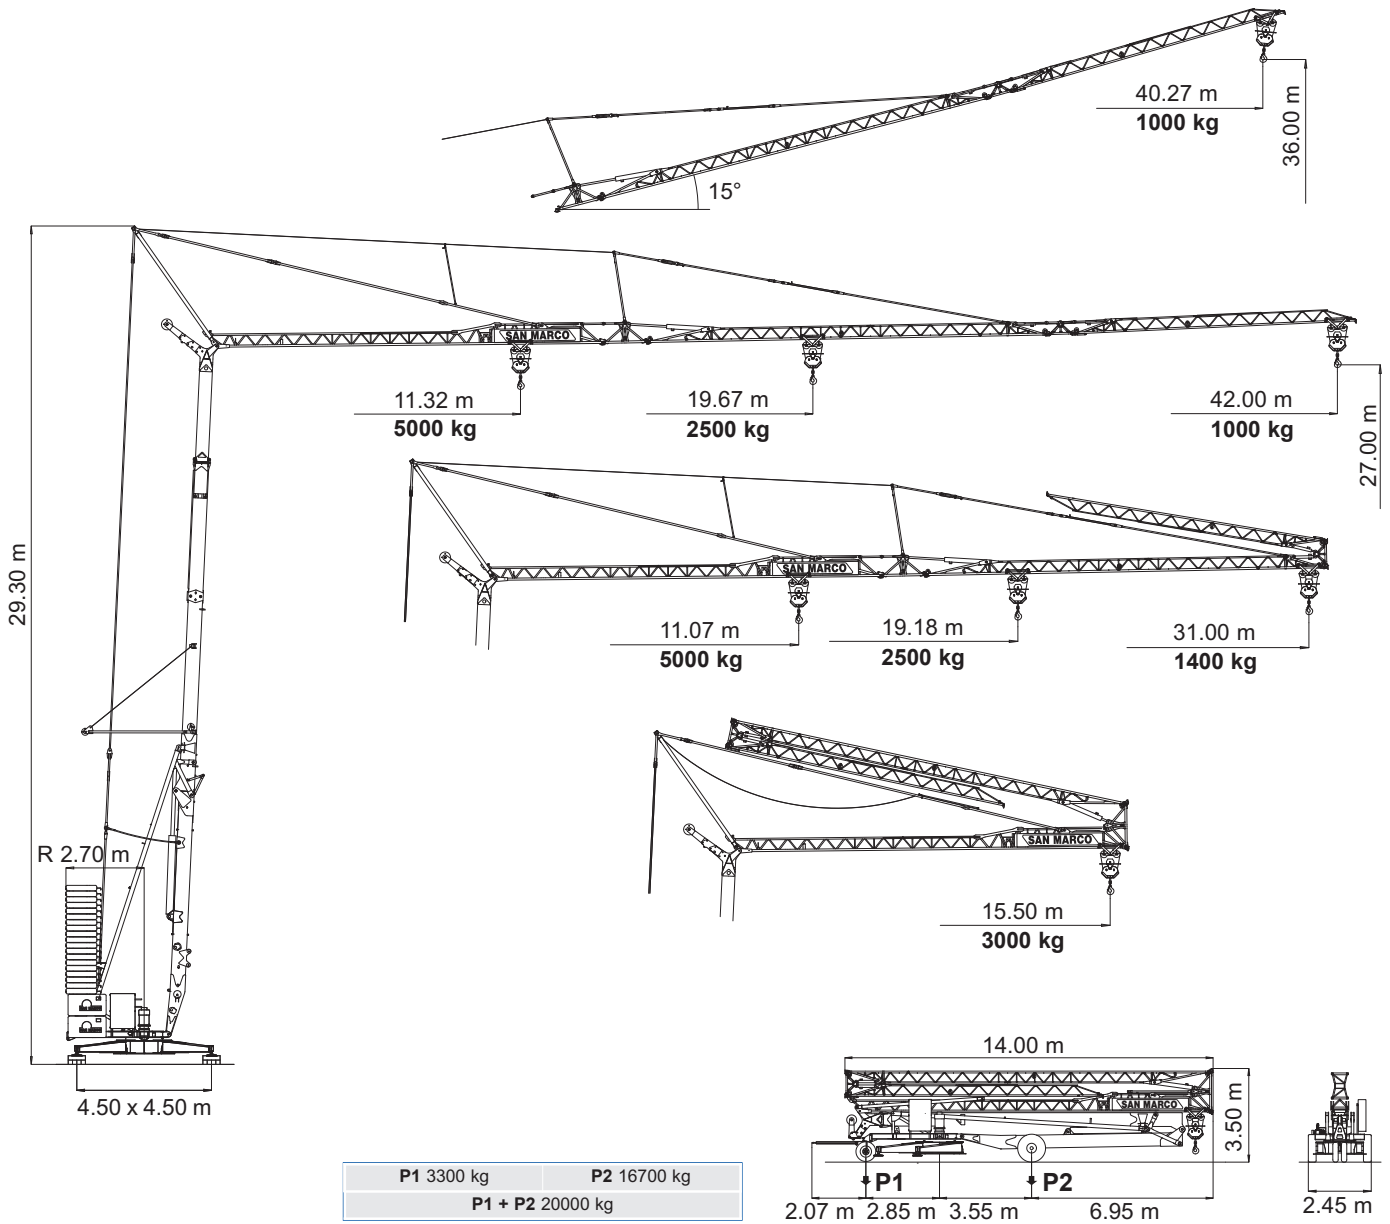 40.27 m
1000 kg
36.00 m
15°
SAN MARCO
11.32 m
5000 kg
19.67 m
2500 kg
42.00 m
1000 kg
27.00 m
29.30 m
SAN MARCO
11.07 m
5000 kg
19.18 m
2500 kg
31.00 m
1400 kg
R 2.70 m
SAN MARCO
15.50 m
3000 kg
4.50 x 4.50 m
14.00 m
SAN MARCO
3.50 m
P1
P2
2.07 m
2.85 m
3.55 m
6.95 m
2.45 m
P1 3300 kg
P2 16700 kg
P1 + P2 20000 kg